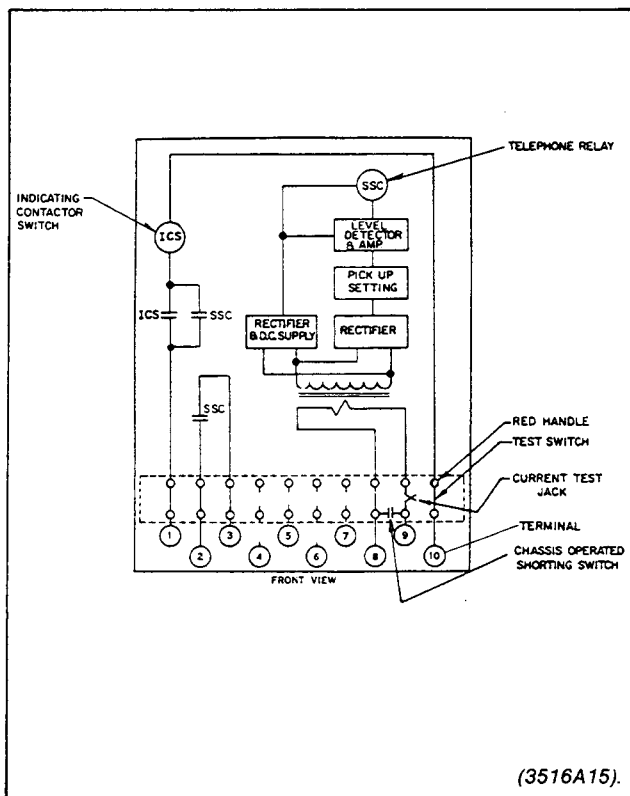 TELEPHONE RELAY
SSC
INDICATING
CONTACTOR
SWITCH
ICS
LEVEL
DETECTOR
& AMP.
PICK UP
SETTING
ICS
SSC
RECTIFIER
& D.C. SUPPLY
RECTIFIER
SSC
RED HANDLE
TEST SWITCH
CURRENT TEST
JACK
1
3
5
7
9
TERMINAL
2
4
6
8
10
CHASSIS OPERATED
SHORTING SWITCH
FRONT VIEW
(3516A15).